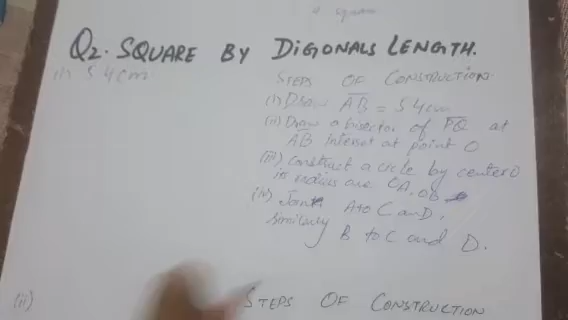 Square
Q2. SQUARE BY DIGONALS LENGTH.
(i) 5.4cm
STEPS OF CONSTRUCTION
(i) Draw AB = 5.4cm
(ii) Draw a bisector of PQ at
AB Interset at point O
(iii) Construct a circle by center O
its radius are OA, OB
(iv) Join A to C and D,
Similarly B to C and D.
(ii)
STEPS OF CONSTRUCTION